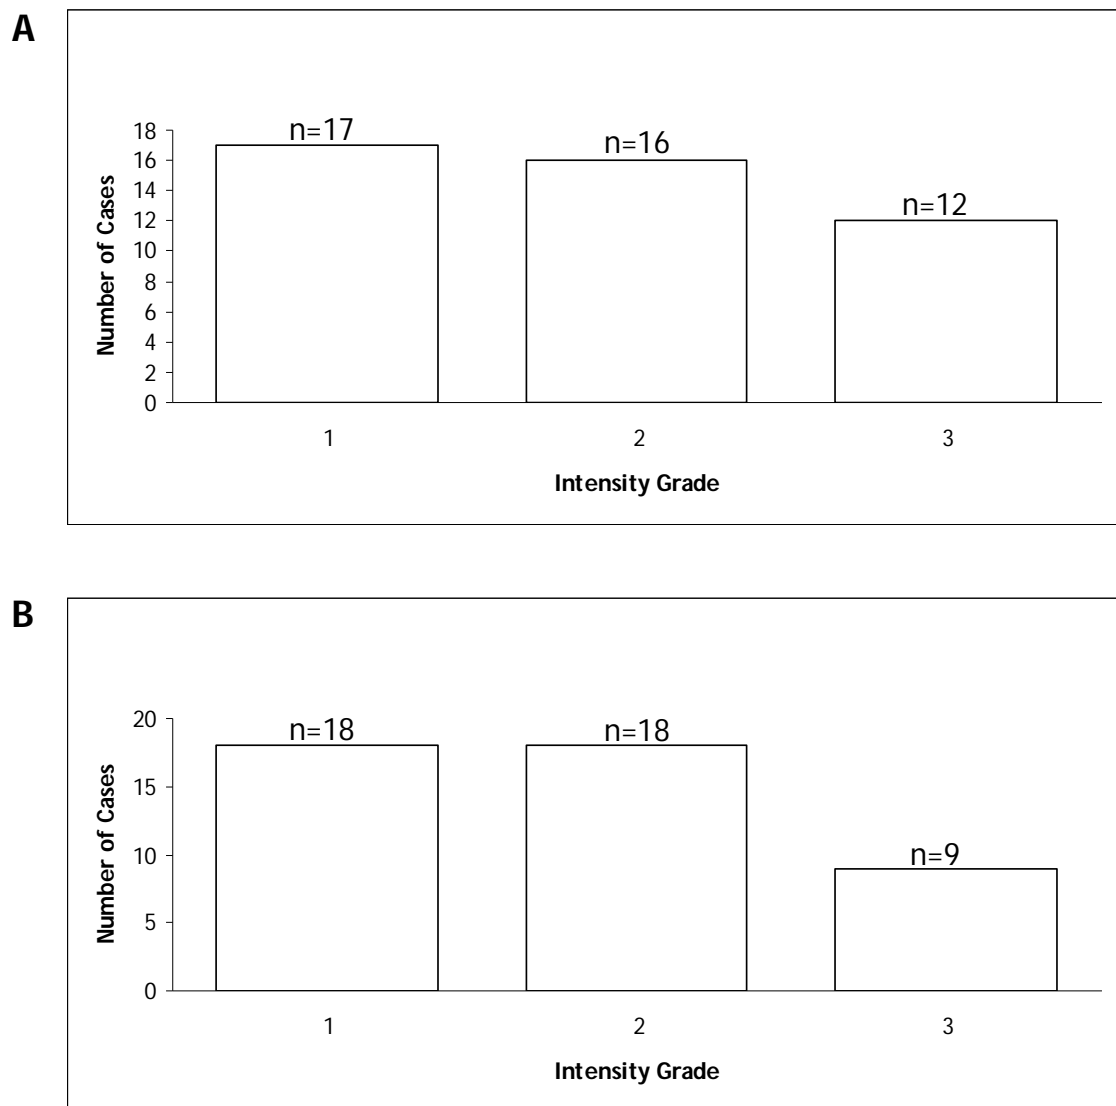 A
n=17
n=16
n=12
18
16
14
12
10
8
6
4
2
0
Number of Cases
1 2 3
Intensity Grade
B
n=18 n=18
n=9
20
15
10
5
0
Number of Cases
1 2 3
Intensity Grade